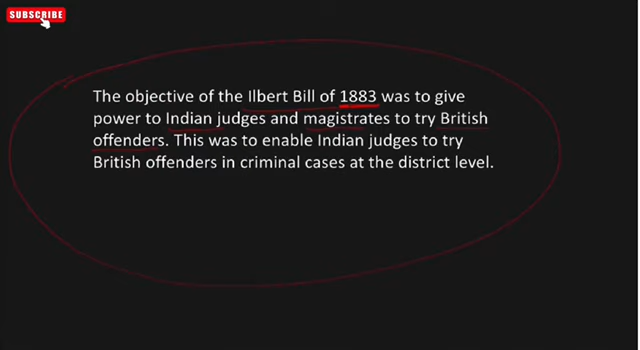 SUBSCRIBE
The objective of the Ilbert Bill of 1883 was to give
power to Indian judges and magistrates to try British
offenders. This was to enable Indian judges to try
British offenders in criminal cases at the district level.